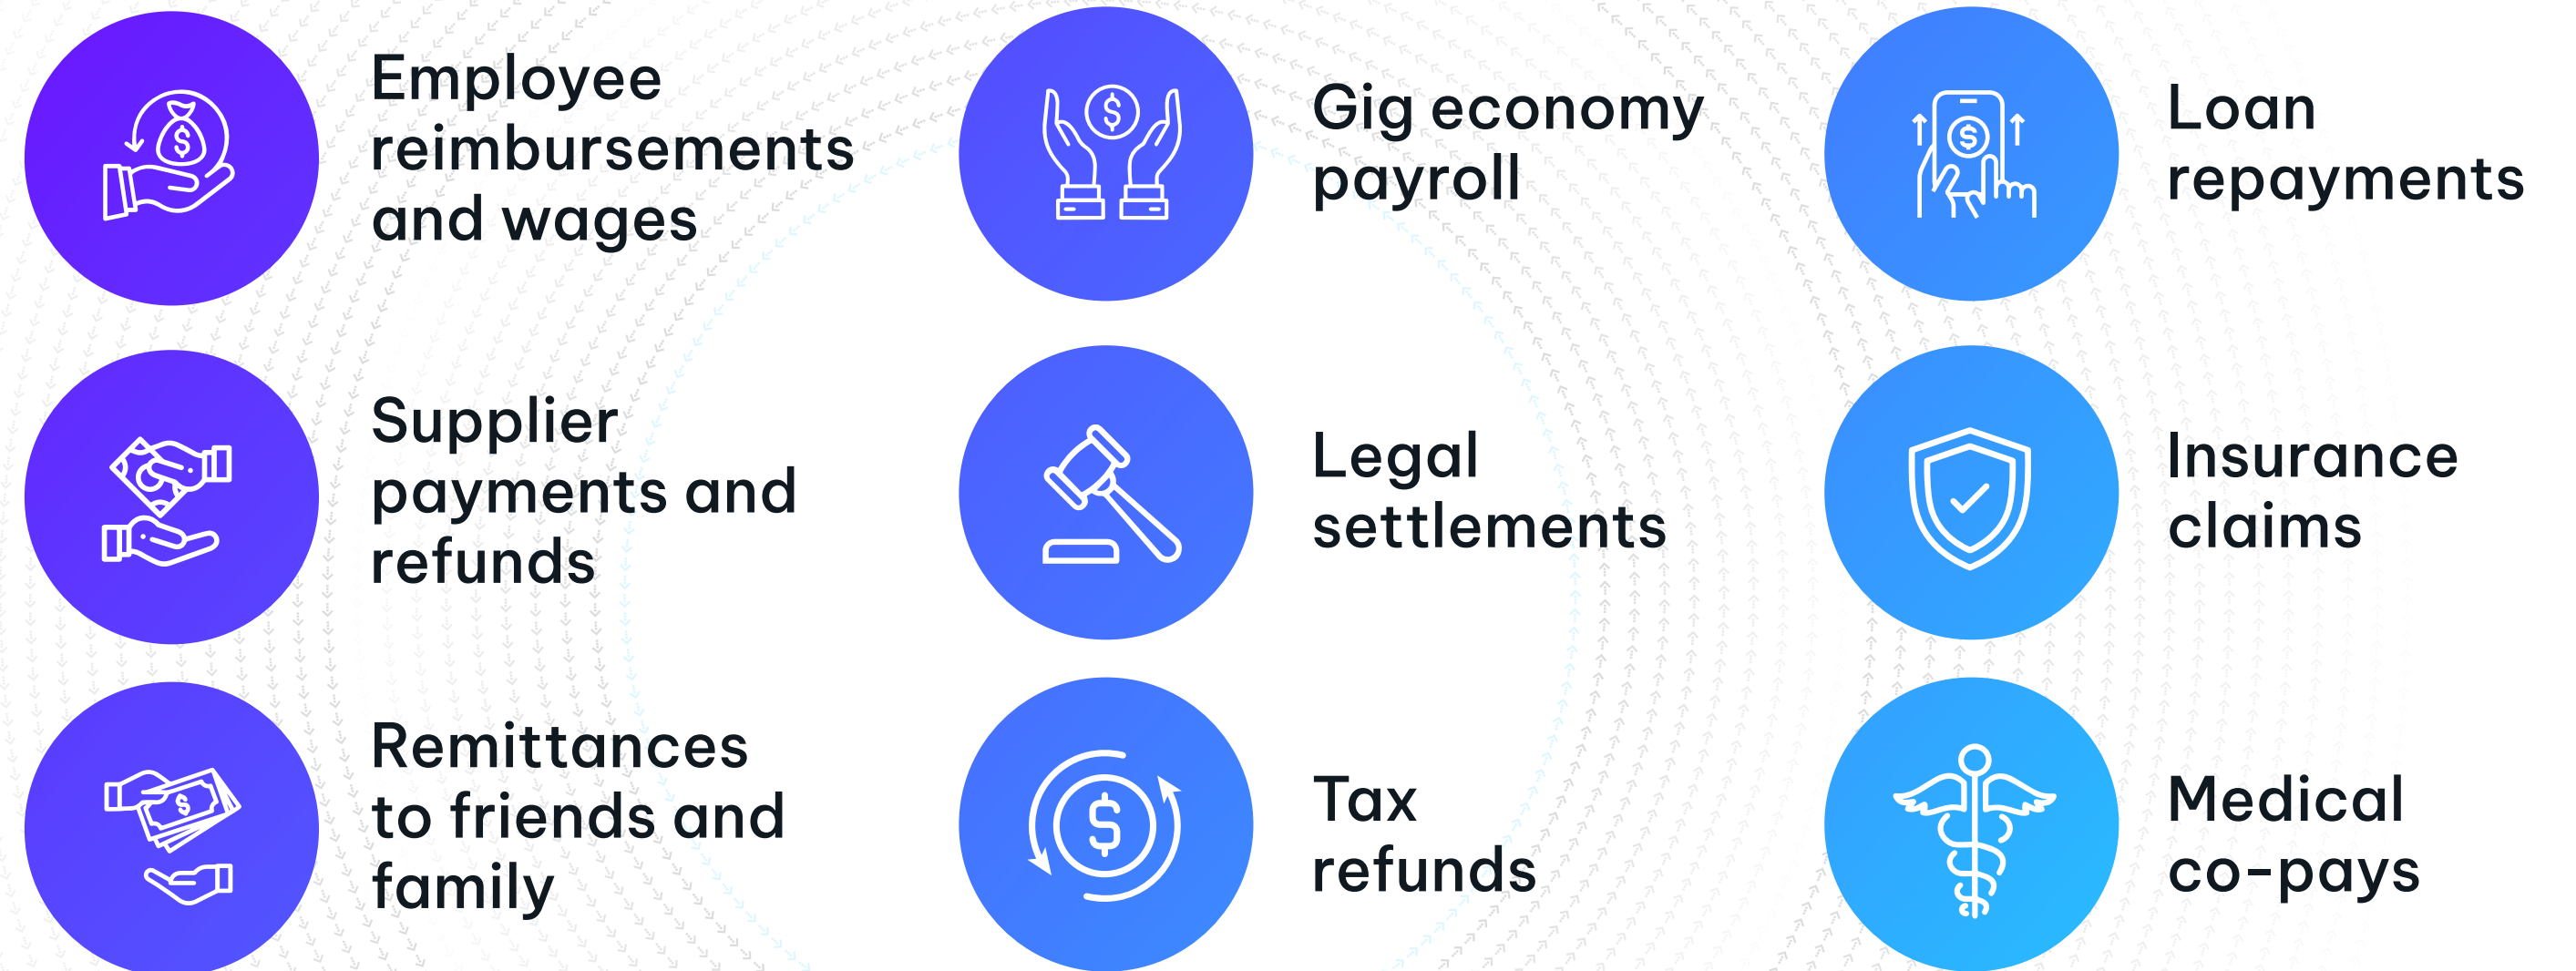 Employee
reimbursements
and wages
Gig economy
payroll
Loan
repayments
Supplier
payments and
refunds
Legal
settlements
Insurance
claims
Remittances
to friends and
family
Tax
refunds
Medical
co-pays